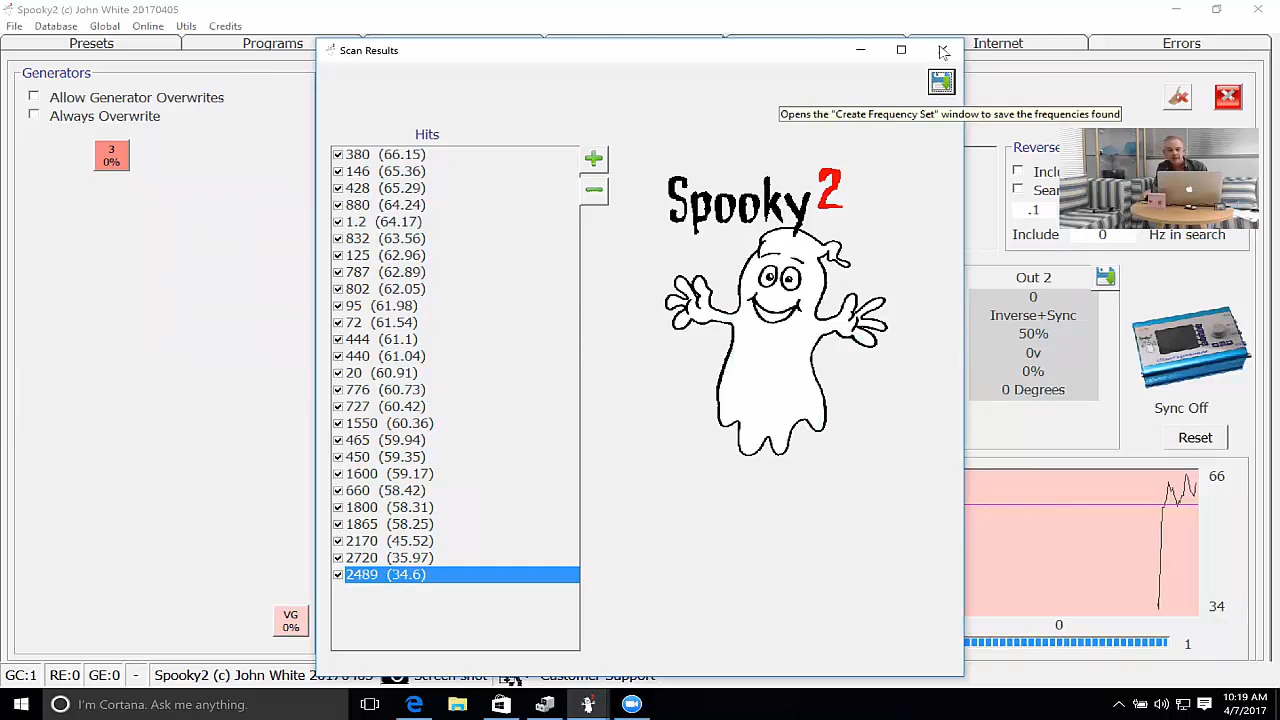 Spooky2 (c) John White 20170405
File Database Global Online Utils Credits
Presets Programs Internet Errors
Scan Results
Generators
Allow Generator Overwrites
Always Overwrite
3
0%
Opens the "Create Frequency Set" window to save the frequencies found
Hits
380 (66.15)
146 (65.36)
428 (65.29)
880 (64.24)
1.2 (64.17)
832 (63.56)
125 (62.96)
787 (62.89)
802 (62.05)
95 (61.98)
72 (61.54)
444 (61.1)
440 (61.04)
20 (60.91)
776 (60.73)
727 (60.42)
1550 (60.36)
465 (59.94)
450 (59.35)
1600 (59.17)
660 (58.42)
1800 (58.31)
1865 (58.25)
2170 (45.52)
2720 (35.97)
2489 (34.6)
Spooky2
Reverse
Inclu
Sear
.1
Include 0 Hz in search
Out 2
0
Inverse+Sync
50%
0v
0%
0 Degrees
Sync Off
Reset
66
34
0
1
VG
0%
GC:1 RE:0 GE:0 - Spooky2 (c) John White 20170405 Screen shot Customer Support
I'm Cortana. Ask me anything.
10:19 AM
4/7/2017